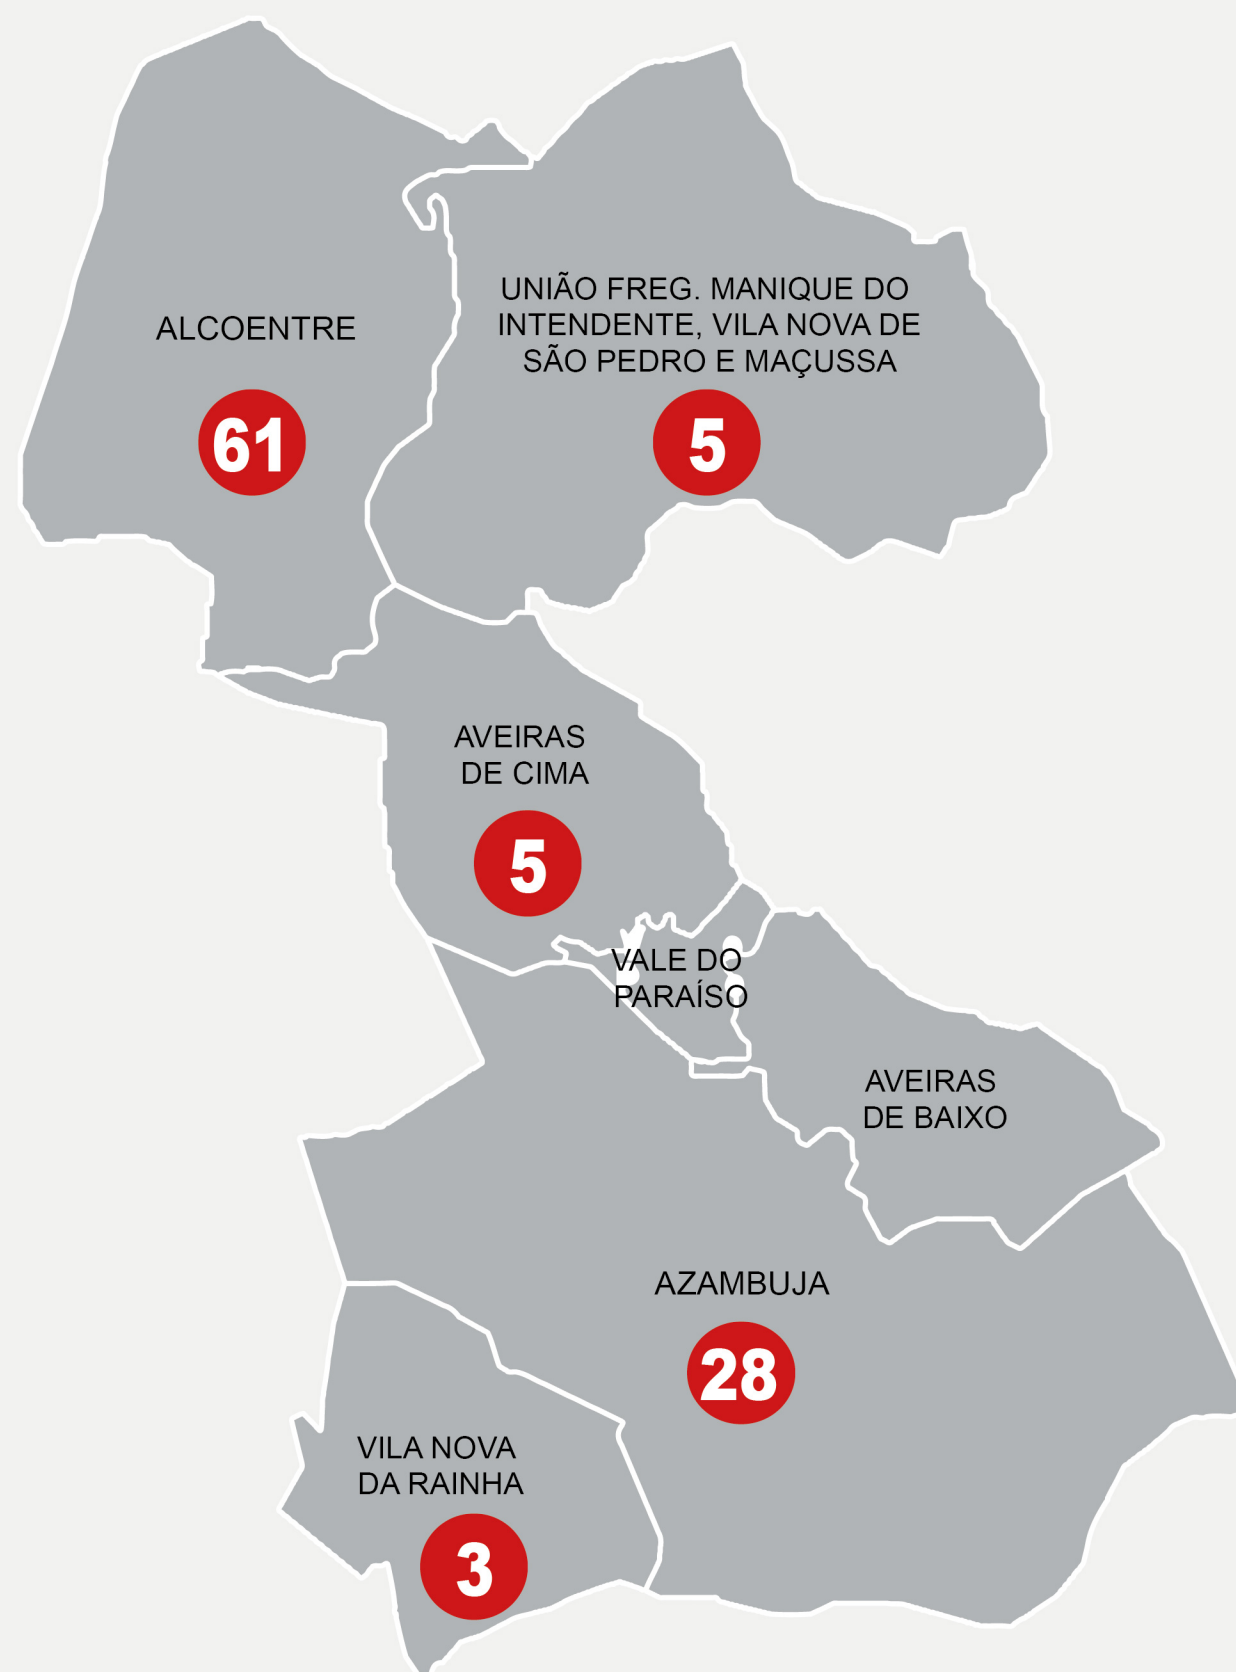 ALCOENTRE
61
UNIÃO FREG. MANIQUE DO
INTENDENTE, VILA NOVA DE
SÃO PEDRO E MAÇUSSA
5
AVEIRAS
DE CIMA
5
VALE DO
PARAÍSO
AVEIRAS
DE BAIXO
AZAMBUJA
28
VILA NOVA
DA RAINHA
3